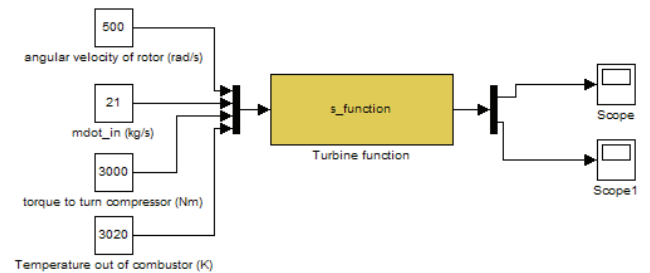 500
angular velocity of rotor (rad/s)
21
mdot_in (kg/s)
3000
torque to turn compressor (Nm)
3020
Temperature out of combustor (K)
s_function
Turbine function
Scope
Scope1